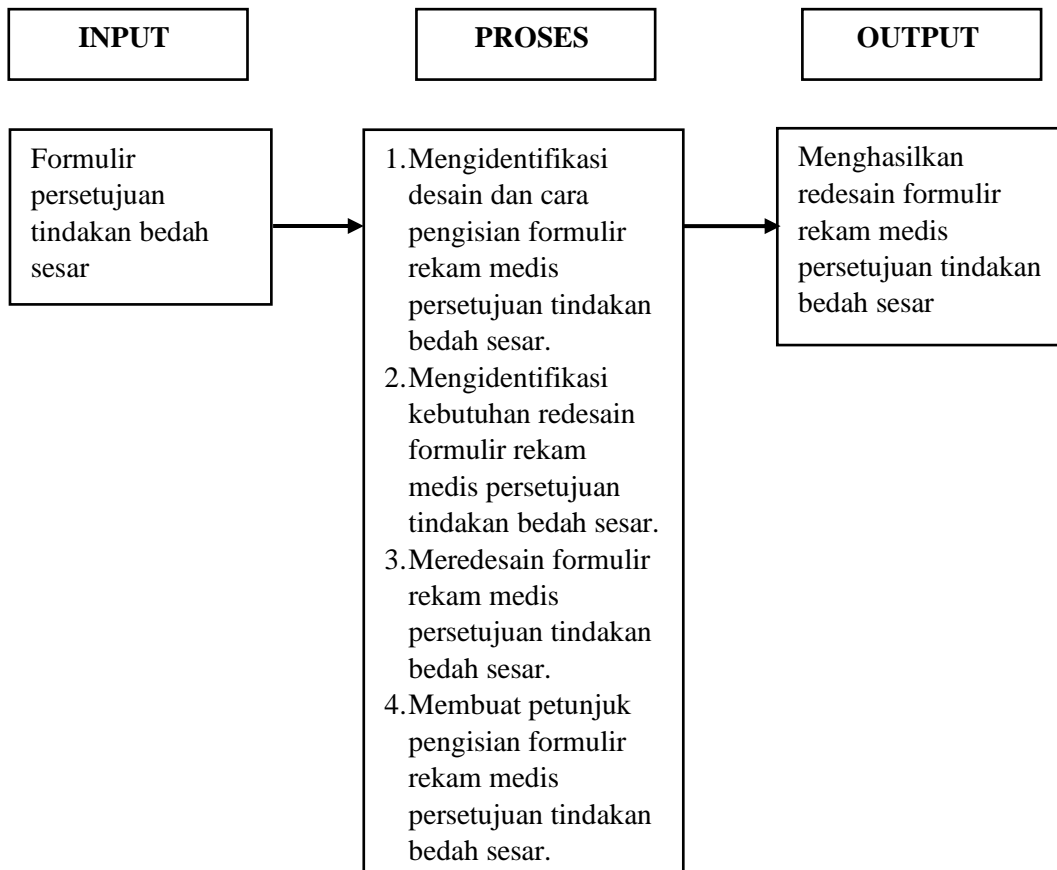 INPUT
PROSES
OUTPUT
Formulir
persetujuan
tindakan bedah
sesar
1.Mengidentifikasi
desain dan cara
pengisian formulir
rekam medis
persetujuan tindakan
bedah sesar.
2.Mengidentifikasi
kebutuhan redesain
formulir rekam
medis persetujuan
tindakan bedah sesar.
3.Meredesain formulir
rekam medis
persetujuan tindakan
bedah sesar.
4.Membuat petunjuk
pengisian formulir
rekam medis
persetujuan tindakan
bedah sesar.
Menghasilkan
redesain formulir
rekam medis
persetujuan tindakan
bedah sesar